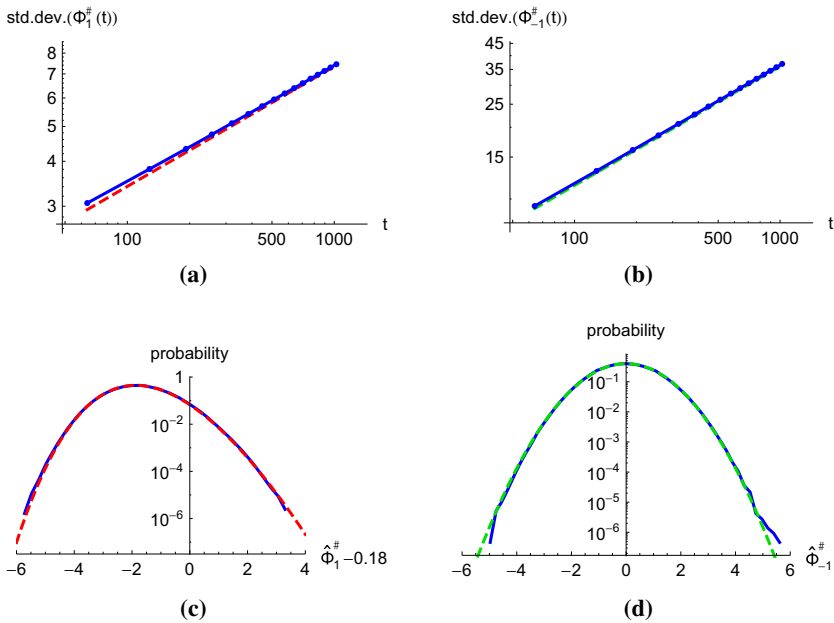 std.dev.(Φ₁^#(t))
8
7
6
5
4
3
100 500 1000 t
(a)
std.dev.(Φ₋₁^#(t))
45
35
25
15
100 500 1000 t
(b)
probability
1
10⁻²
10⁻⁴
10⁻⁶
−6 −4 −2 0 2 4 Φ̂₁^# −0.18
(c)
probability
10⁻¹
10⁻²
10⁻³
10⁻⁴
10⁻⁵
10⁻⁶
−6 −4 −2 0 2 4 6 Φ̂₋₁^#
(d)